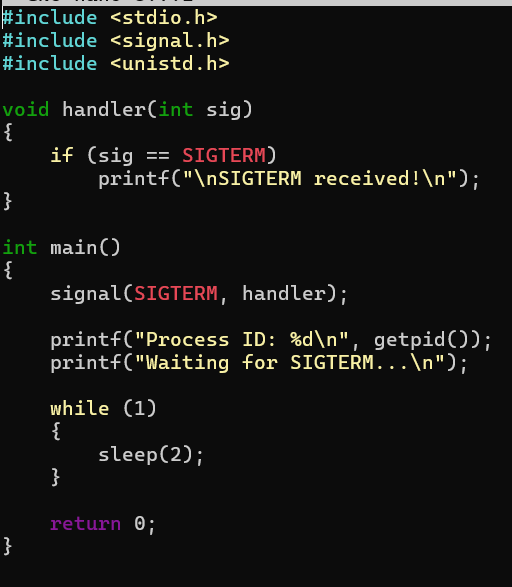 #include <stdio.h>
#include <signal.h>
#include <unistd.h>

void handler(int sig)
{
    if (sig == SIGTERM)
        printf("\nSIGTERM received!\n");
}

int main()
{
    signal(SIGTERM, handler);

    printf("Process ID: %d\n", getpid());
    printf("Waiting for SIGTERM...\n");

    while (1)
    {
        sleep(2);
    }

    return 0;
}